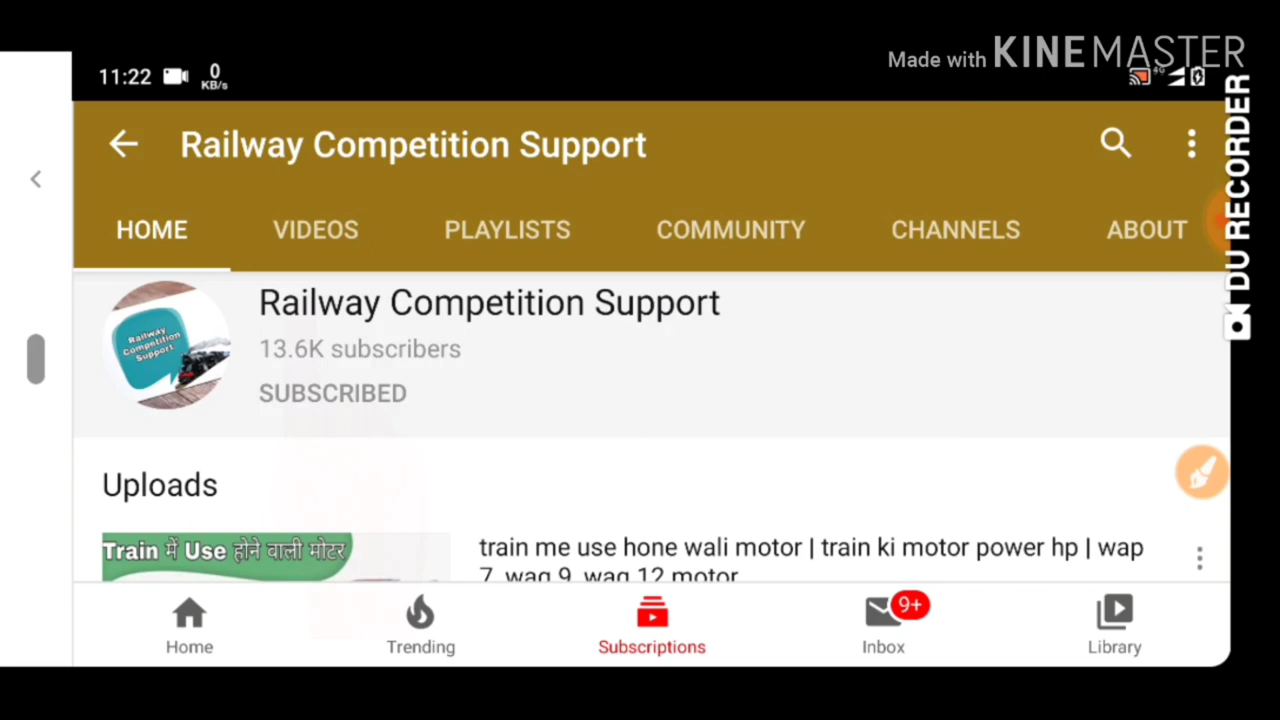 Made with KINEMASTER
11:22
0
KB/s
4G
DU RECORDER
Railway Competition Support
HOME VIDEOS PLAYLISTS COMMUNITY CHANNELS ABOUT
Railway
Competition
Support
Railway Competition Support
13.6K subscribers
SUBSCRIBED
Uploads
Train में Use होने वाली मोटर
train me use hone wali motor | train ki motor power hp | wap
7, wag 9, wag 12 motor
9+
Home Trending Subscriptions Inbox Library